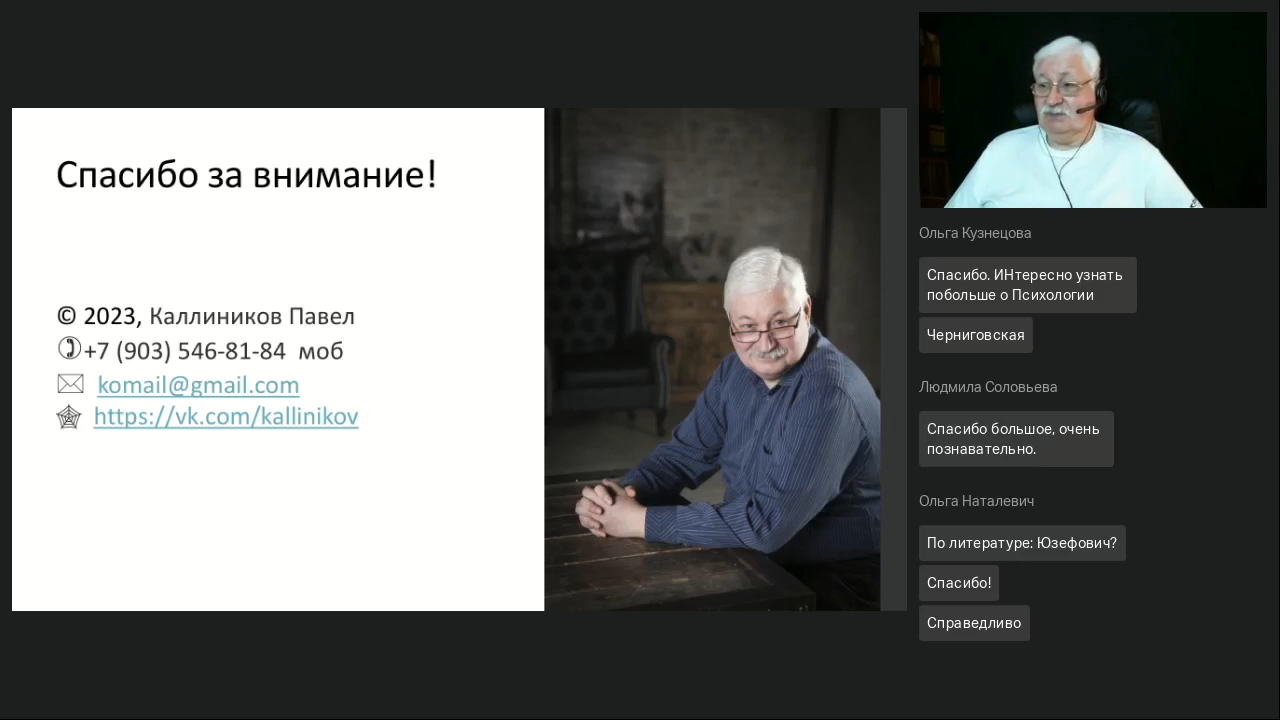 Спасибо за внимание!
© 2023, Каллиников Павел
+7 (903) 546-81-84 моб
komail@gmail.com
https://vk.com/kallinikov
Ольга Кузнецова
Спасибо. ИНтересно узнать
побольше о Психологии
Черниговская
Людмила Соловьева
Спасибо большое, очень
познавательно.
Ольга Наталевич
По литературе: Юзефович?
Спасибо!
Справедливо